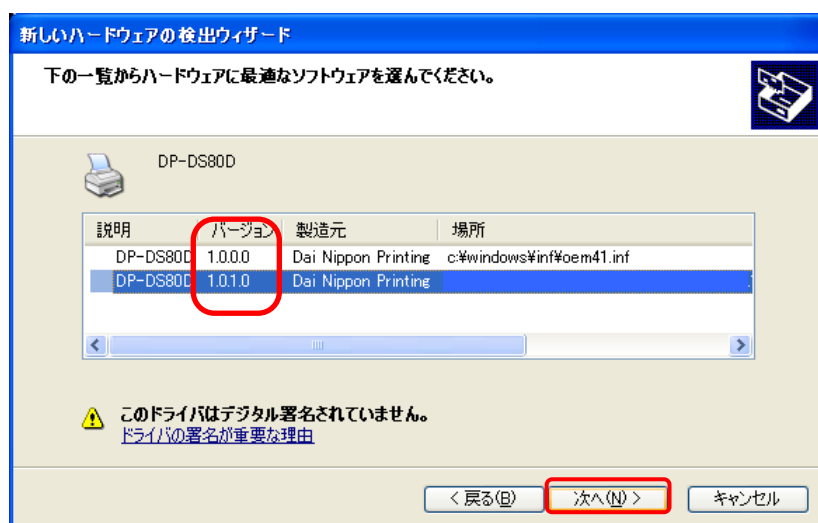 新しいハードウェアの検出ウィザード
下の一覧からハードウェアに最適なソフトウェアを選んでください。
DP-DS80D
説明 バージョン 製造元 場所
DP-DS80D 1.0.0.0 Dai Nippon Printing c:¥windows¥inf¥oem41.inf
DP-DS80D 1.0.1.0 Dai Nippon Printing
このドライバはデジタル署名されていません。
ドライバの署名が重要な理由
< 戻る(B) 次へ(N) > キャンセル